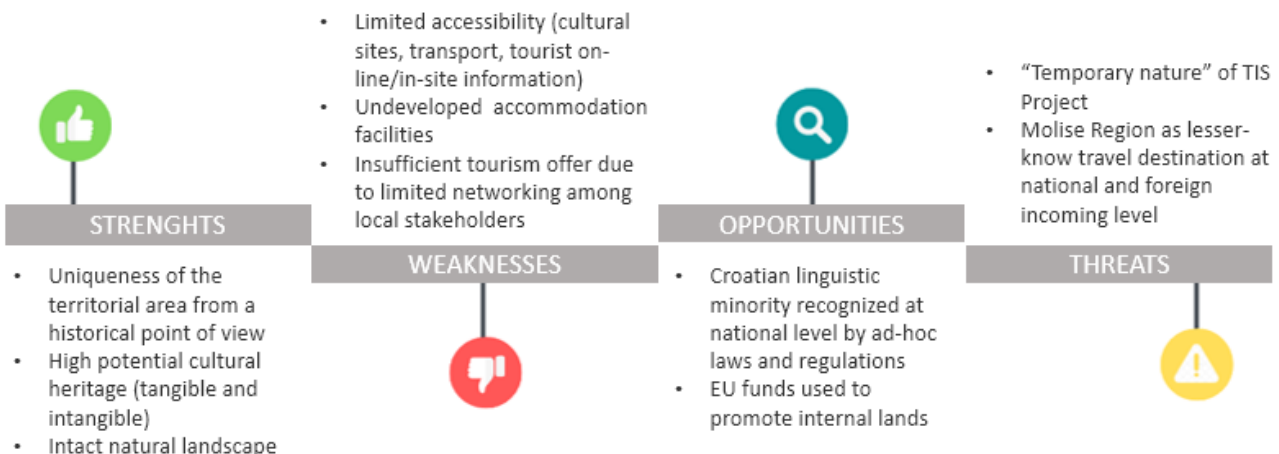 STRENGHTS
• Uniqueness of the
territorial area from a
historical point of view
• High potential cultural
heritage (tangible and
intangible)
• Intact natural landscape
• Limited accessibility (cultural
sites, transport, tourist on-
line/in-site information)
• Undeveloped accommodation
facilities
• Insufficient tourism offer due
to limited networking among
local stakeholders
WEAKNESSES
OPPORTUNITIES
• Croatian linguistic
minority recognized at
national level by ad-hoc
laws and regulations
• EU funds used to
promote internal lands
• “Temporary nature” of TIS
Project
• Molise Region as lesser-
know travel destination at
national and foreign
incoming level
THREATS